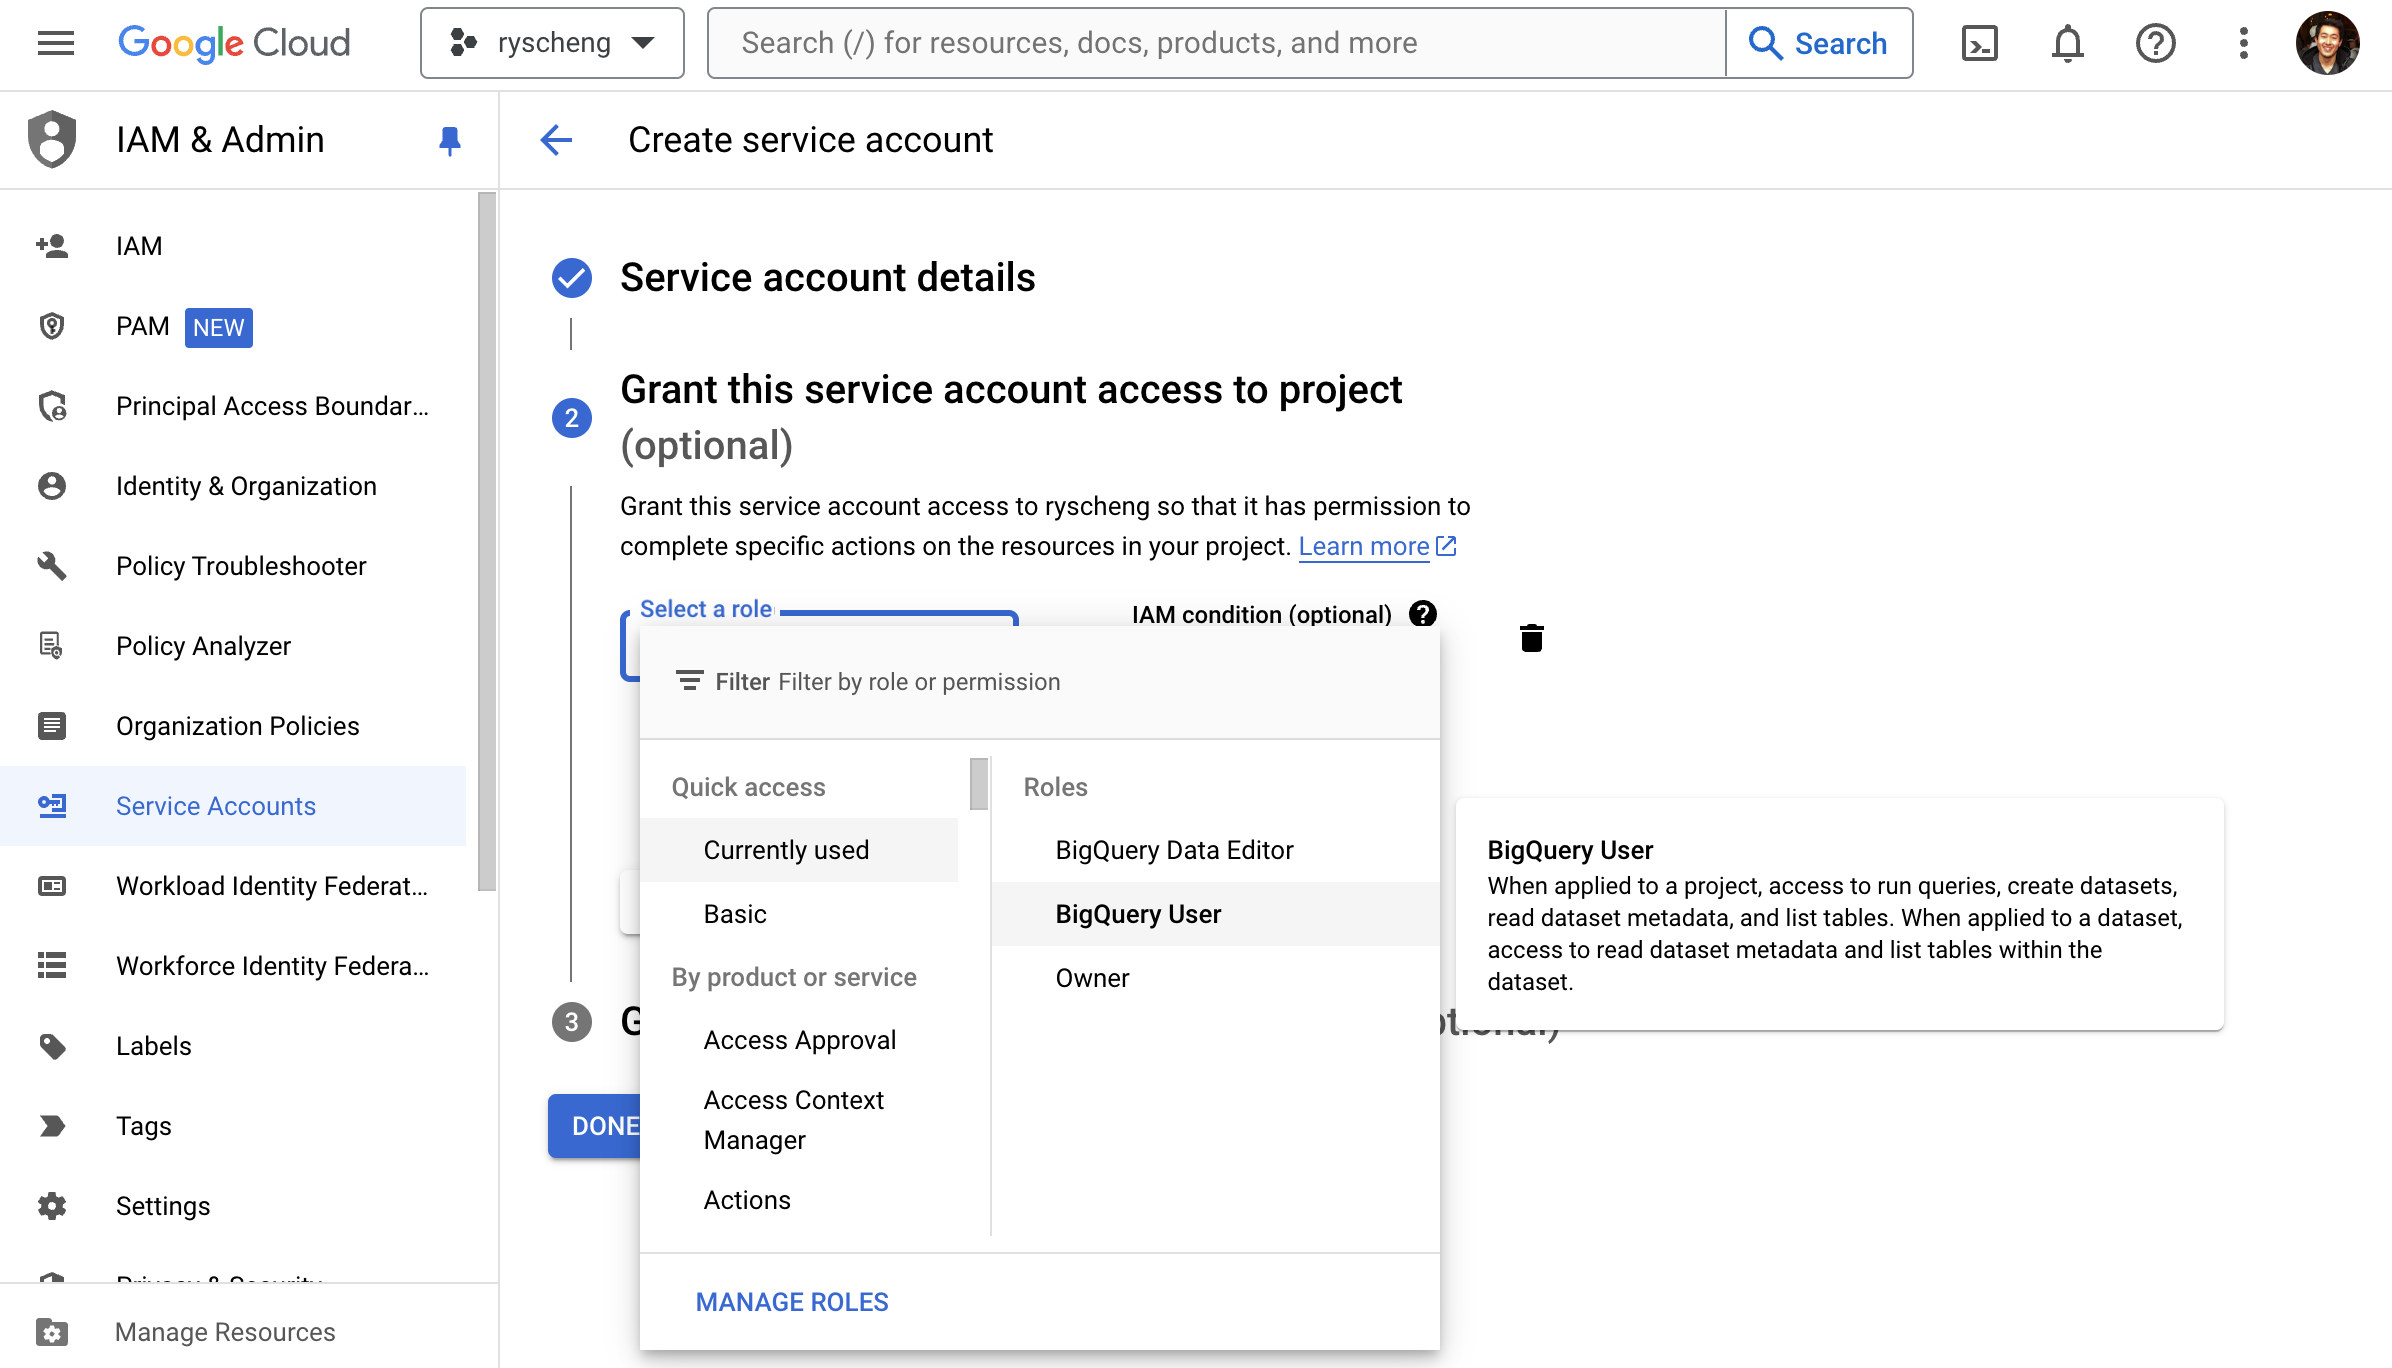 Google Cloud
ryscheng
Search (/) for resources, docs, products, and more
Search
IAM & Admin
Create service account
IAM
PAM NEW
Principal Access Boundar...
Identity & Organization
Policy Troubleshooter
Policy Analyzer
Organization Policies
Service Accounts
Workload Identity Federat...
Workforce Identity Federa...
Labels
Tags
Settings
Privacy & Security
Manage Resources
Service account details
2
Grant this service account access to project
(optional)
Grant this service account access to ryscheng so that it has permission to
complete specific actions on the resources in your project. Learn more
Select a role
IAM condition (optional)
Filter Filter by role or permission
Quick access
Currently used
Basic
By product or service
Access Approval
Access Context
Manager
Actions
Roles
BigQuery Data Editor
BigQuery User
Owner
MANAGE ROLES
BigQuery User
When applied to a project, access to run queries, create datasets,
read dataset metadata, and list tables. When applied to a dataset,
access to read dataset metadata and list tables within the
dataset.
3
DONE